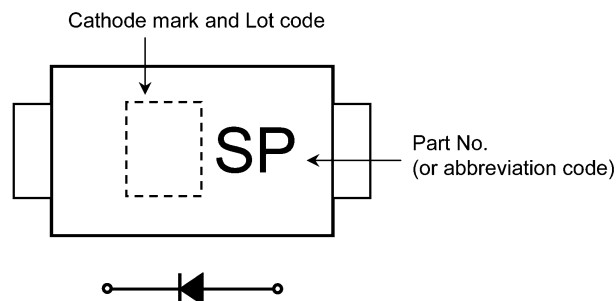 Cathode mark and Lot code
SP
Part No.
(or abbreviation code)